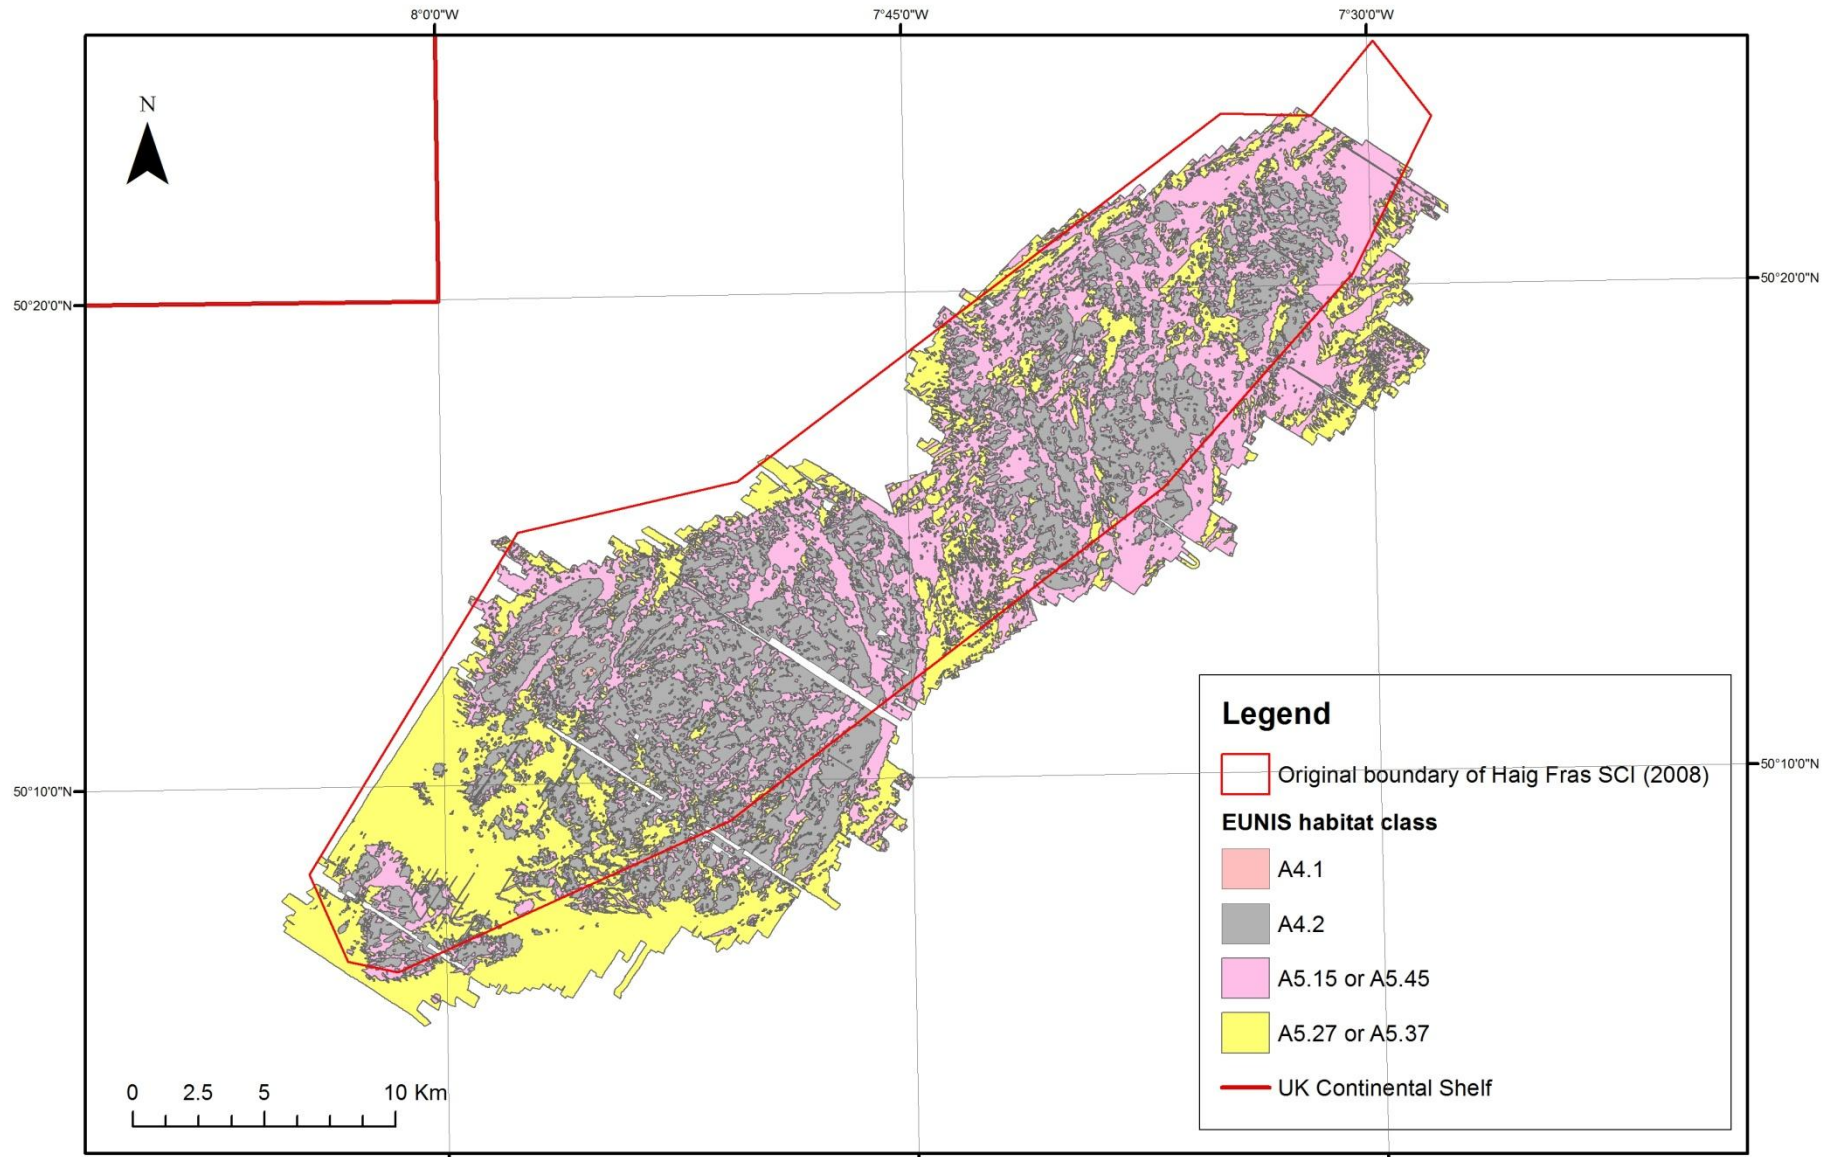 8°0'0"W 7°45'0"W 7°30'0"W
N
50°20'0"N 50°20'0"N
50°10'0"N 50°10'0"N
Legend
Original boundary of Haig Fras SCI (2008)
EUNIS habitat class
A4.1
A4.2
A5.15 or A5.45
A5.27 or A5.37
UK Continental Shelf
0 2.5 5 10 Km